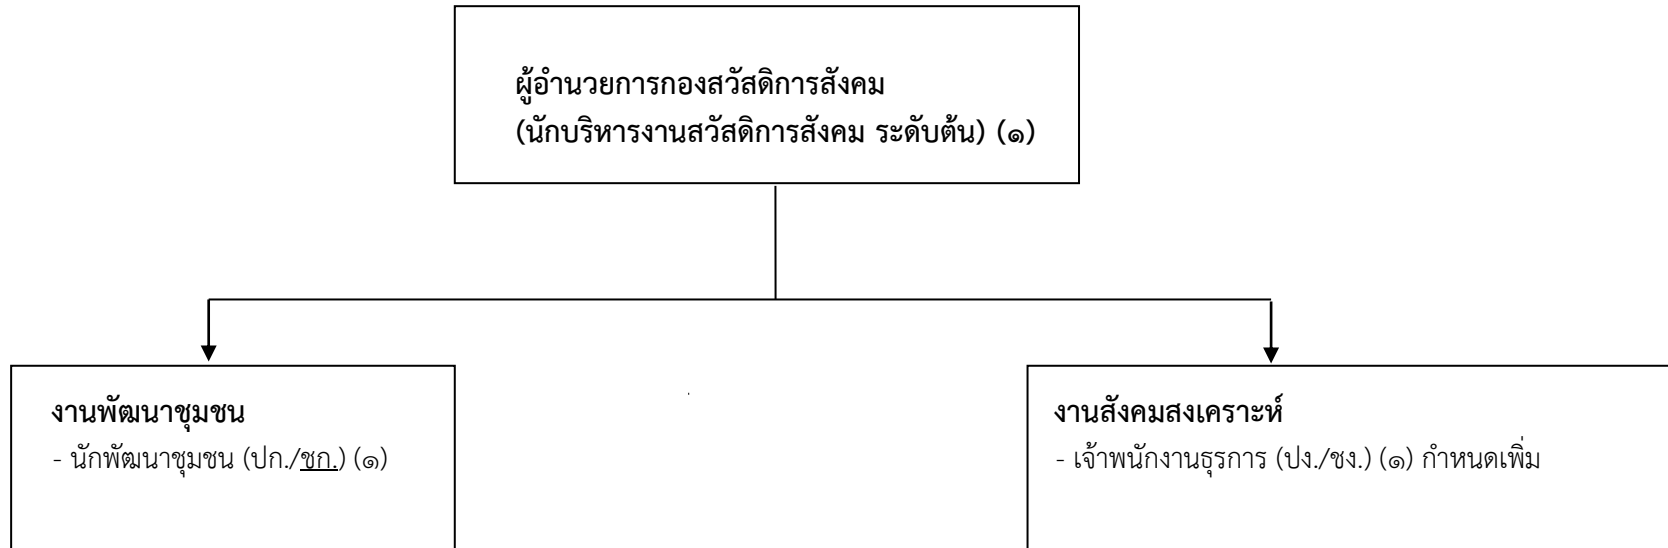 ผู้อำนวยการกองสวัสดิการสังคม
(นักบริหารงานสวัสดิการสังคม ระดับต้น) (๑)
งานพัฒนาชุมชน
- นักพัฒนาชุมชน (ปก./ชก.) (๑)
งานสังคมสงเคราะห์
- เจ้าพนักงานธุรการ (ปง./ชง.) (๑) กำหนดเพิ่ม